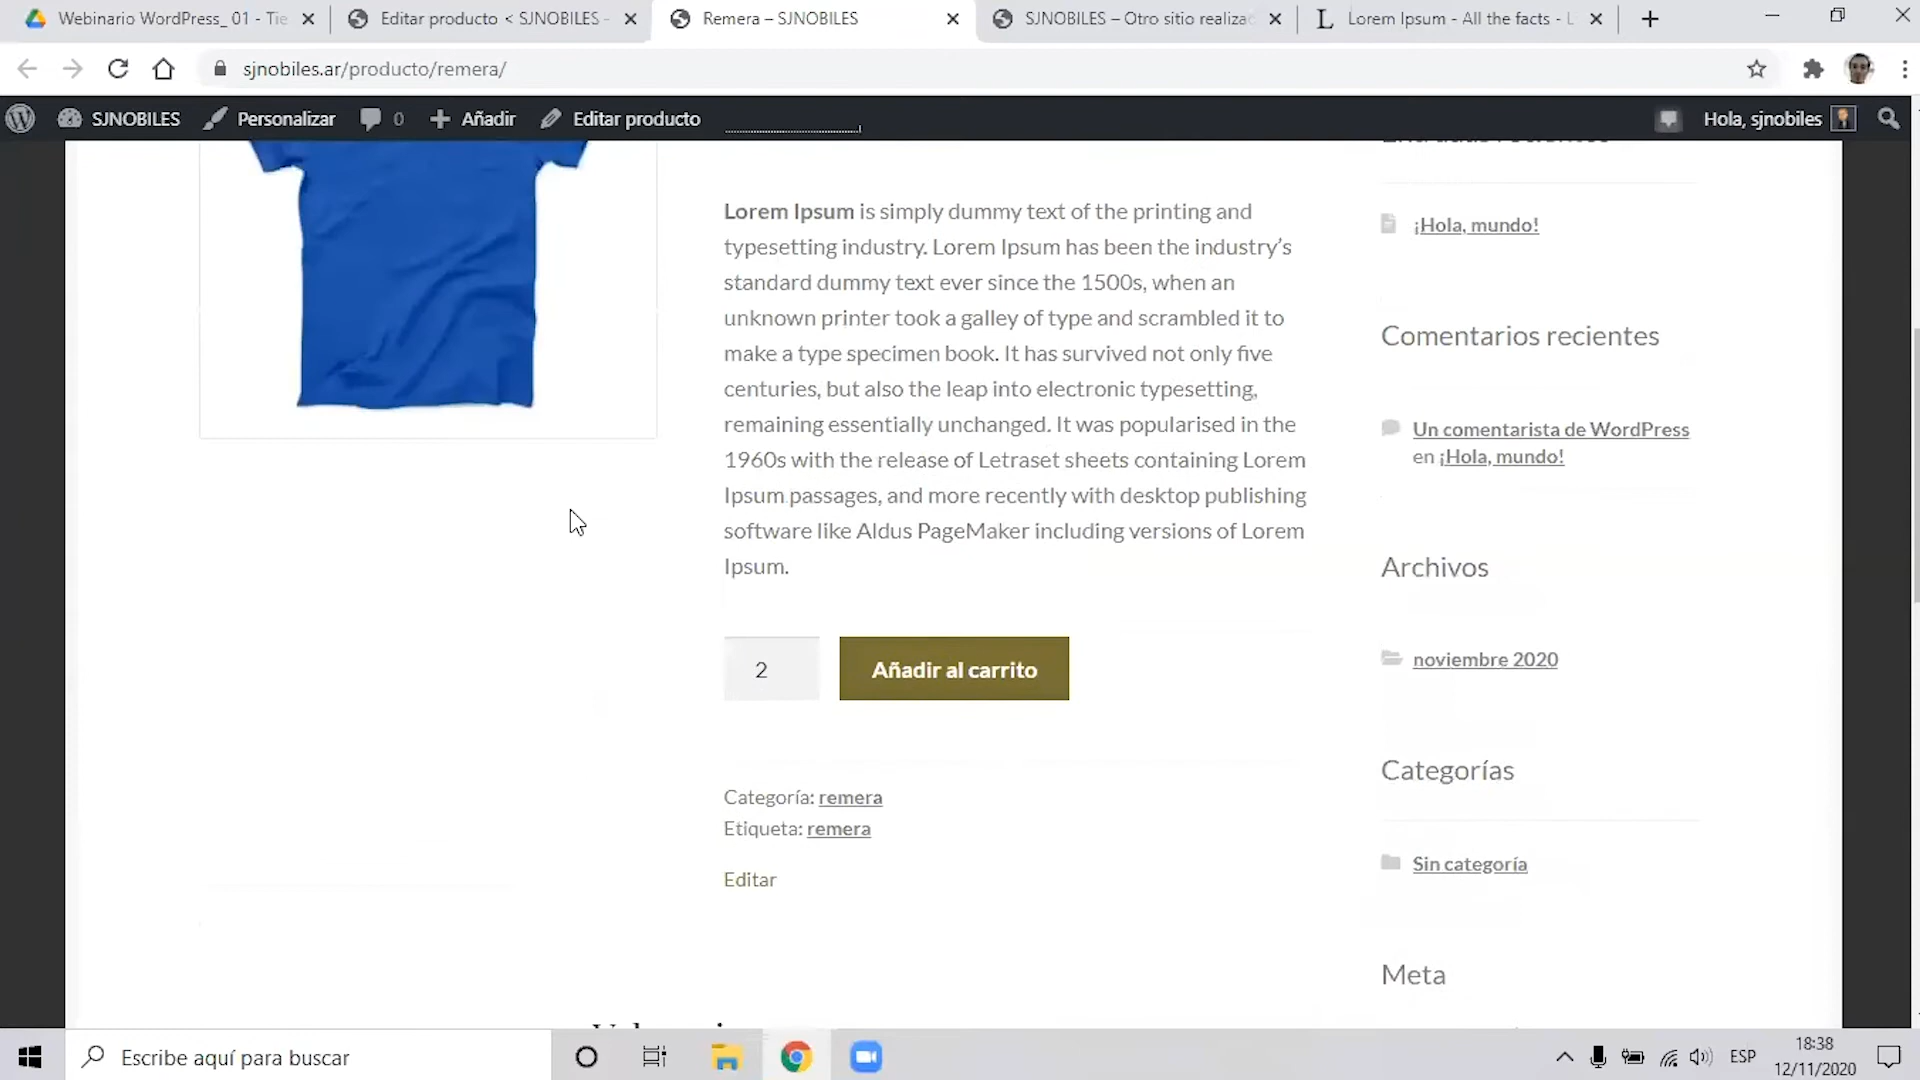 Webinario WordPress_ 01 - Tie
Editar producto < SJNOBILES -
Remera – SJNOBILES
SJNOBILES – Otro sitio realiza
Lorem Ipsum - All the facts - L
sjnobiles.ar/producto/remera/
SJNOBILES
Personalizar
0
Añadir
Editar producto
Hola, sjnobiles
Lorem Ipsum is simply dummy text of the printing and
typesetting industry. Lorem Ipsum has been the industry’s
standard dummy text ever since the 1500s, when an
unknown printer took a galley of type and scrambled it to
make a type specimen book. It has survived not only five
centuries, but also the leap into electronic typesetting,
remaining essentially unchanged. It was popularised in the
1960s with the release of Letraset sheets containing Lorem
Ipsum passages, and more recently with desktop publishing
software like Aldus PageMaker including versions of Lorem
Ipsum.
2
Añadir al carrito
Categoría: remera
Etiqueta: remera
Editar
¡Hola, mundo!
Comentarios recientes
Un comentarista de WordPress
en ¡Hola, mundo!
Archivos
noviembre 2020
Categorías
Sin categoría
Meta
Escribe aquí para buscar
ESP
18:38
12/11/2020